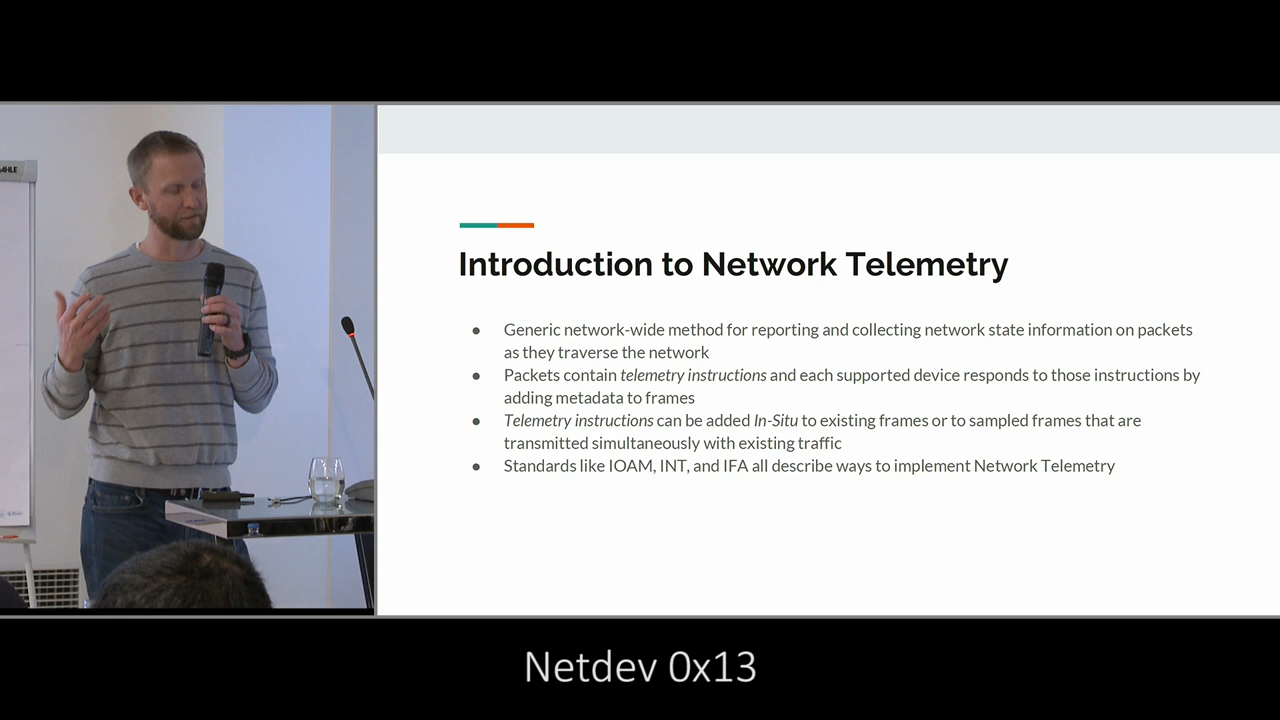 Introduction to Network Telemetry
● Generic network-wide method for reporting and collecting network state information on packets
as they traverse the network
● Packets contain telemetry instructions and each supported device responds to those instructions by
adding metadata to frames
● Telemetry instructions can be added In-Situ to existing frames or to sampled frames that are
transmitted simultaneously with existing traffic
● Standards like IOAM, INT, and IFA all describe ways to implement Network Telemetry
Netdev 0x13